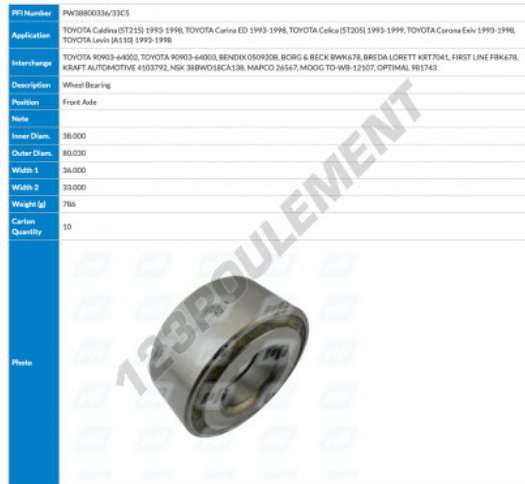 PFI Number PW38800336/33CS
Application TOYOTA Caldina (ST215) 1993-1998, TOYOTA Carina ED 1993-1998, TOYOTA Celica (ST205) 1993-1999, TOYOTA Corona Exiv 1993-1998,
TOYOTA Levin (A110) 1993-1998
Interchange TOYOTA 90903-64002, TOYOTA 90903-64003, BENDIX 050920B, BORG & BECK BWK678, BREDA LORETT KRT7041, FIRST LINE FBK678,
KRAFT AUTOMOTIVE 4103792, NSK 38BWD18CA138, MAPCO 26567, MOOG TO-WB-12107, OPTIMAL 981743
Description Wheel Bearing
Position Front Axle
Note
Inner Diam. 38.000
Outer Diam. 80.030
Width 1 36.000
Width 2 33.000
Weight (g) 786
Carton
Quantity 10
Photo
123ROULEMENT